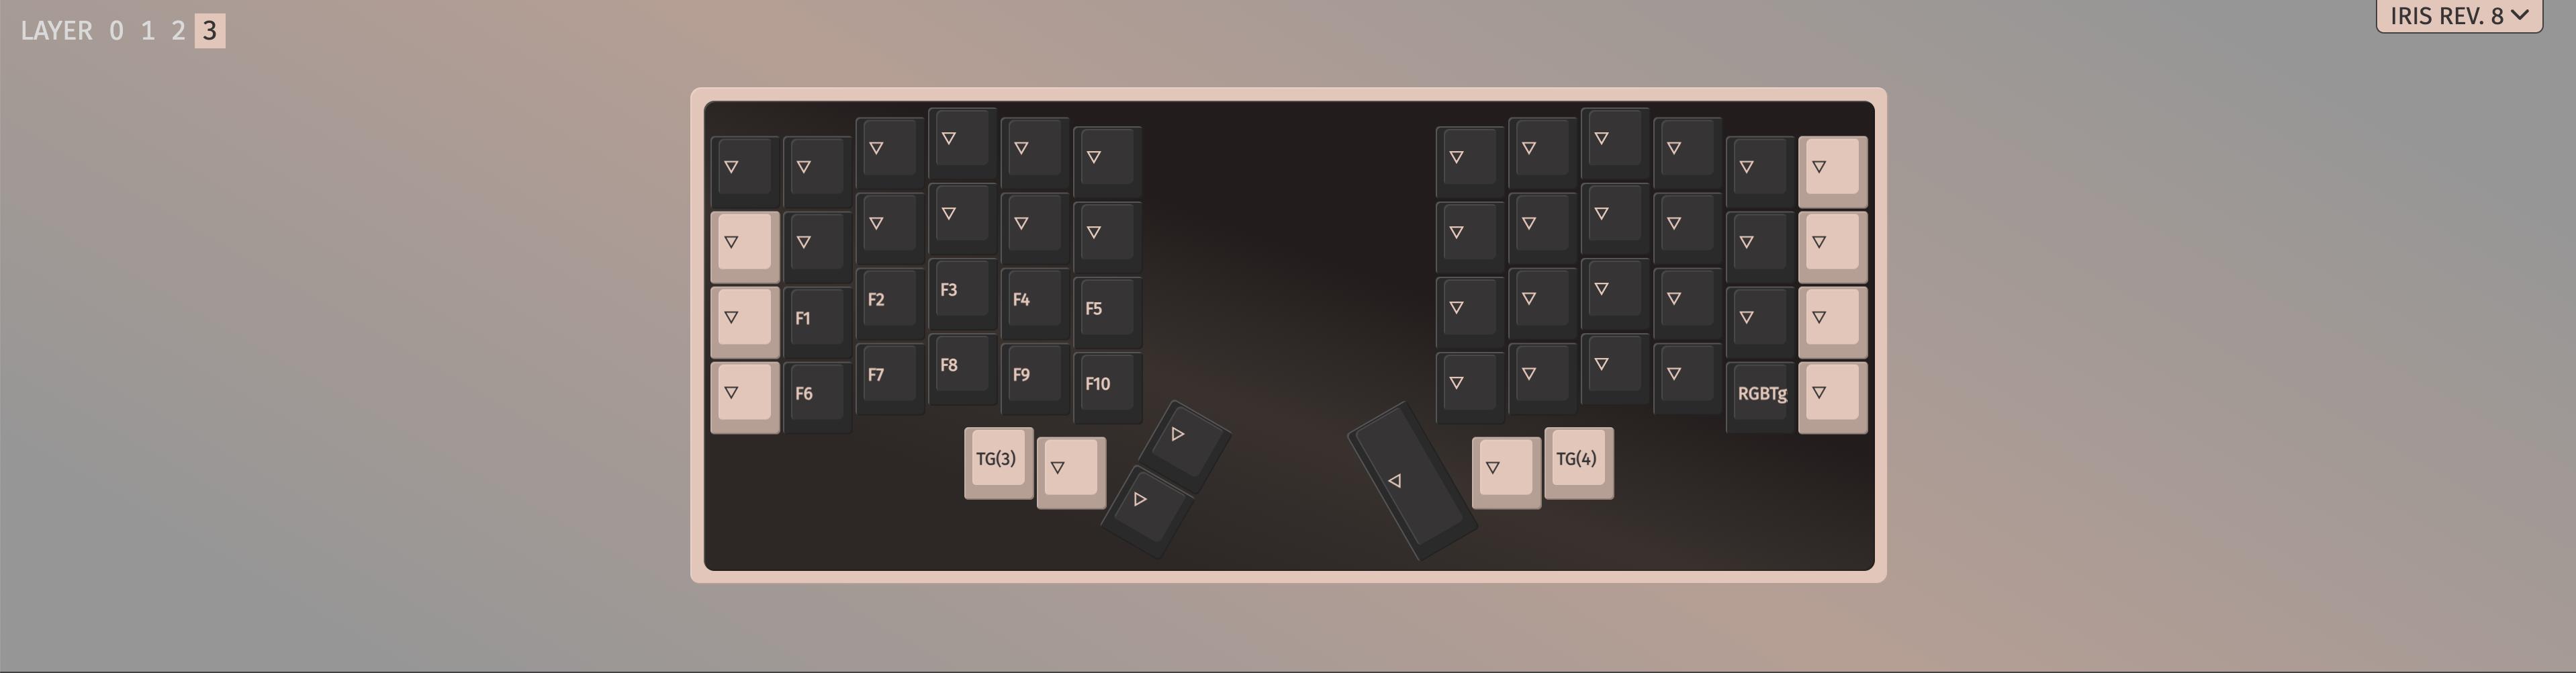 LAYER 0 1 2 3
IRIS REV. 8
F1 F2 F3 F4 F5
F6 F7 F8 F9 F10
RGBTg
TG(3)
TG(4)